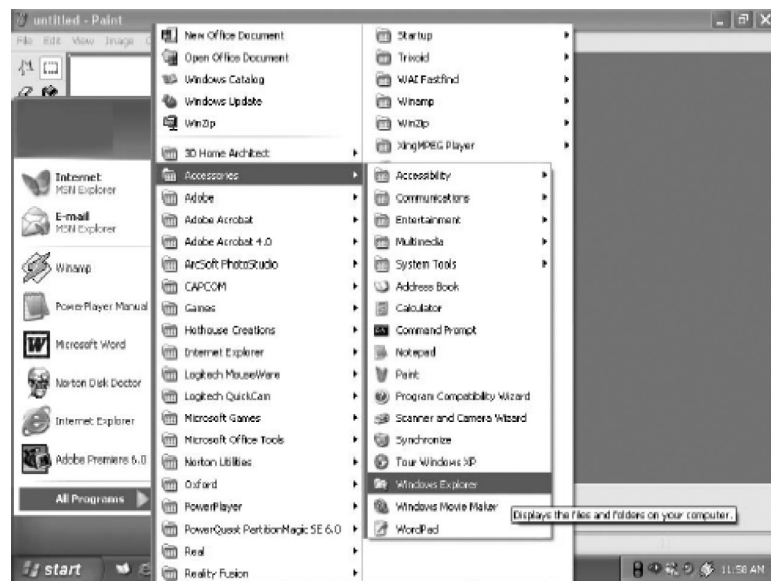 untitled - Paint
File Edit View Image
New Office Document
Open Office Document
Windows Catalog
Windows Update
WinZip
3D Home Architect
Accessories
Adobe
Adobe Acrobat
Adobe Acrobat 4.0
ArcSoft PhotoStudio
CAPCOM
Games
Hothouse Creations
Internet Explorer
Logitech MouseWare
Logitech QuickCam
Microsoft Games
Microsoft Office Tools
Norton Utilities
Oxford
PowerPlayer
PowerQuest PartitionMagic SE 6.0
Real
Reality Fusion
Startup
Trivoid
WAI Fastfind
Winamp
WinZip
XingMPEG Player
Accessibility
Communications
Entertainment
Multimedia
System Tools
Address Book
Calculator
Command Prompt
Notepad
Paint
Program Compatibility Wizard
Scanner and Camera Wizard
Synchronize
Tour Windows XP
Windows Explorer
Windows Movie Maker
WordPad
Displays the files and folders on your computer.
Internet
MSN Explorer
E-mail
MSN Explorer
Winamp
PowerPlayer Manual
Microsoft Word
Norton Disk Doctor
Internet Explorer
Adobe Premiere 6.0
All Programs
start
11:58 AM